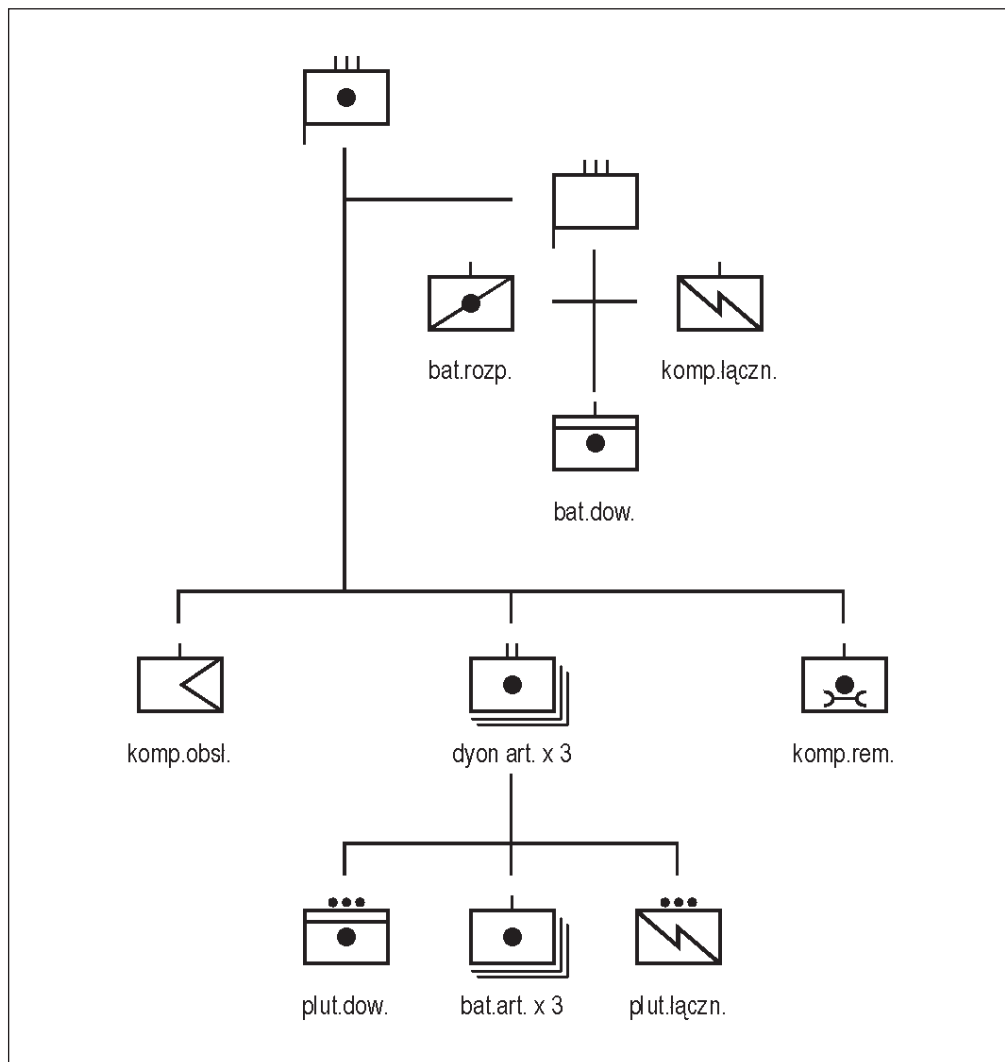 bat.rozp.
komp.łączn.
bat.dow.
komp.obsł.
dyon art. x 3
komp.rem.
plut.dow.
bat.art. x 3
plut.łączn.